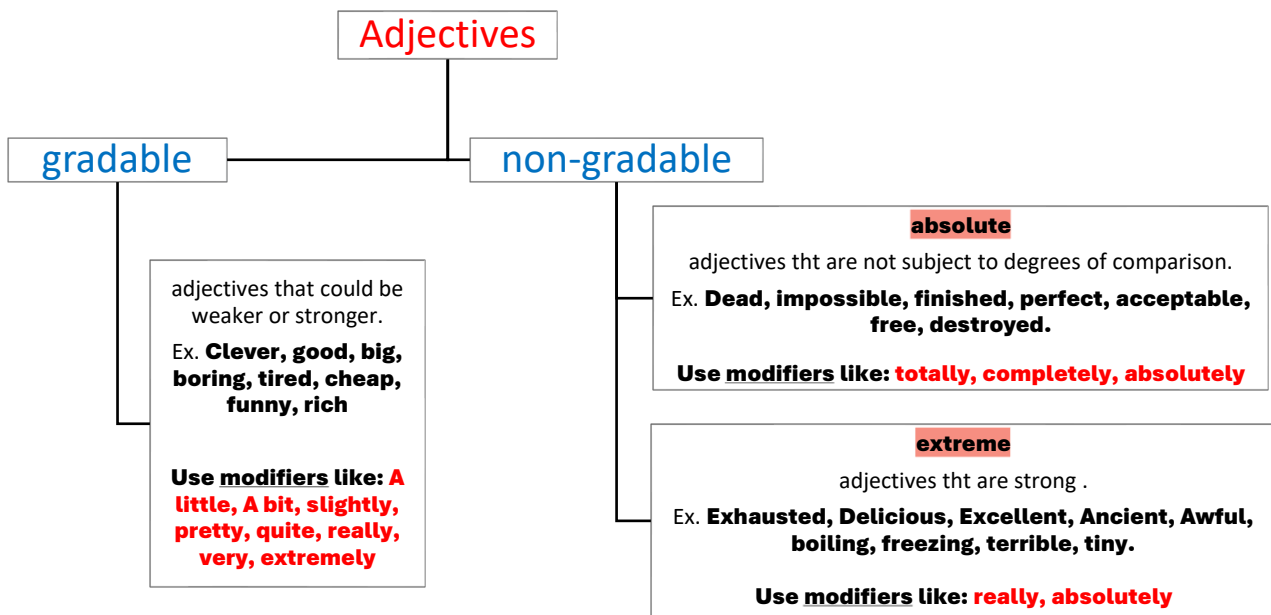 Adjectives
gradable
non-gradable
adjectives that could be
weaker or stronger.
Ex. Clever, good, big,
boring, tired, cheap,
funny, rich
Use modifiers like: A
little, A bit, slightly,
pretty, quite, really,
very, extremely
absolute
adjectives tht are not subject to degrees of comparison.
Ex. Dead, impossible, finished, perfect, acceptable,
free, destroyed.
Use modifiers like: totally, completely, absolutely
extreme
adjectives tht are strong .
Ex. Exhausted, Delicious, Excellent, Ancient, Awful,
boiling, freezing, terrible, tiny.
Use modifiers like: really, absolutely